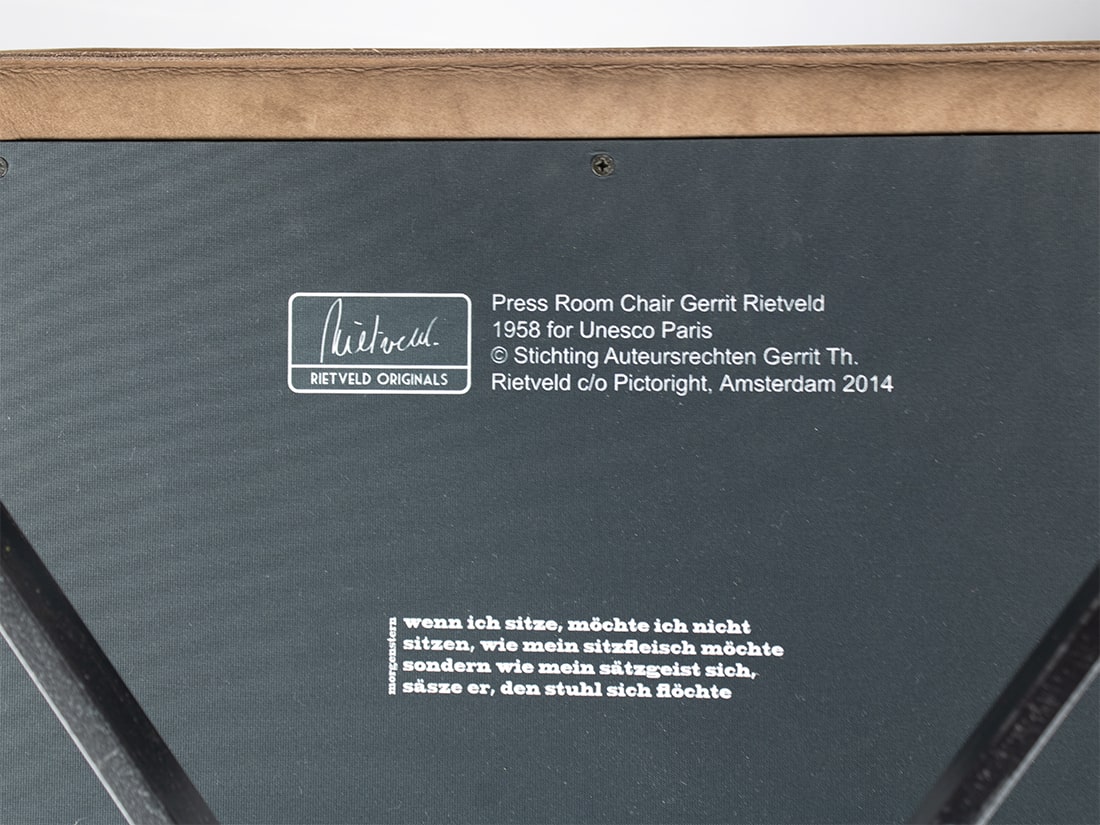 Rietveld.
RIETVELD ORIGINALS
Press Room Chair Gerrit Rietveld
1958 for Unesco Paris
© Stichting Auteursrechten Gerrit Th.
Rietveld c/o Pictoright, Amsterdam 2014
morgenstern
wenn ich sitze, möchte ich nicht
sitzen, wie mein sitzfleisch möchte
sondern wie mein sätzgeist sich,
säsze er, den stuhl sich flöchte